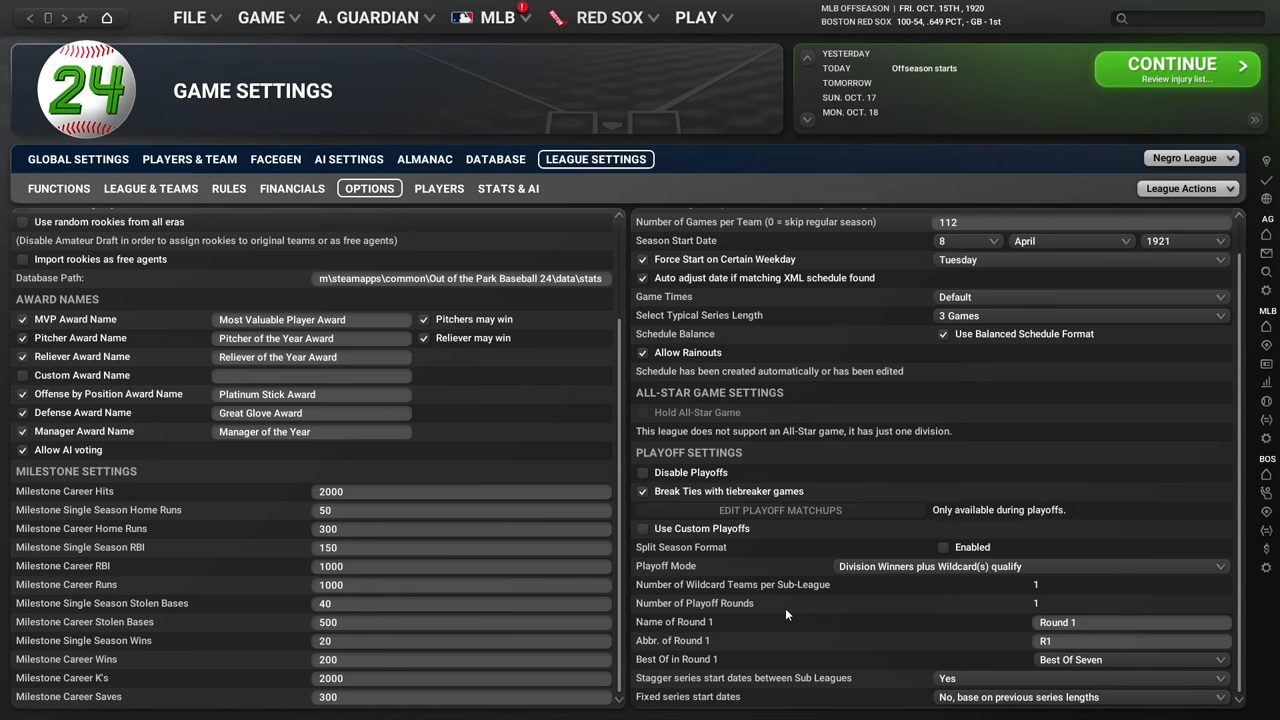 FILE
GAME
A. GUARDIAN
MLB
!
RED SOX
PLAY
MLB OFFSEASON | FRI. OCT. 15TH , 1920
BOSTON RED SOX 100-54, .649 PCT, - GB - 1st
24
GAME SETTINGS
YESTERDAY
TODAY Offseason starts
TOMORROW
SUN. OCT. 17
MON. OCT. 18
CONTINUE
Review injury list...
GLOBAL SETTINGS PLAYERS & TEAM FACEGEN AI SETTINGS ALMANAC DATABASE LEAGUE SETTINGS
Negro League
FUNCTIONS LEAGUE & TEAMS RULES FINANCIALS OPTIONS PLAYERS STATS & AI
League Actions
Use random rookies from all eras
(Disable Amateur Draft in order to assign rookies to original teams or as free agents)
Import rookies as free agents
Database Path: m\steamapps\common\Out of the Park Baseball 24\data\stats
AWARD NAMES
MVP Award Name Most Valuable Player Award Pitchers may win
Pitcher Award Name Pitcher of the Year Award Reliever may win
Reliever Award Name Reliever of the Year Award
Custom Award Name
Offense by Position Award Name Platinum Stick Award
Defense Award Name Great Glove Award
Manager Award Name Manager of the Year
Allow AI voting
MILESTONE SETTINGS
Milestone Career Hits 2000
Milestone Single Season Home Runs 50
Milestone Career Home Runs 300
Milestone Single Season RBI 150
Milestone Career RBI 1000
Milestone Career Runs 1000
Milestone Single Season Stolen Bases 40
Milestone Career Stolen Bases 500
Milestone Single Season Wins 20
Milestone Career Wins 200
Milestone Career K's 2000
Milestone Career Saves 300
Number of Games per Team (0 = skip regular season) 112
Season Start Date 8 April 1921
Force Start on Certain Weekday Tuesday
Auto adjust date if matching XML schedule found
Game Times Default
Select Typical Series Length 3 Games
Schedule Balance Use Balanced Schedule Format
Allow Rainouts
Schedule has been created automatically or has been edited
ALL-STAR GAME SETTINGS
Hold All-Star Game
This league does not support an All-Star game, it has just one division.
PLAYOFF SETTINGS
Disable Playoffs
Break Ties with tiebreaker games
EDIT PLAYOFF MATCHUPS Only available during playoffs.
Use Custom Playoffs
Split Season Format Enabled
Playoff Mode Division Winners plus Wildcard(s) qualify
Number of Wildcard Teams per Sub-League 1
Number of Playoff Rounds 1
Name of Round 1 Round 1
Abbr. of Round 1 R1
Best Of in Round 1 Best Of Seven
Stagger series start dates between Sub Leagues Yes
Fixed series start dates No, base on previous series lengths
AG
MLB
BOS